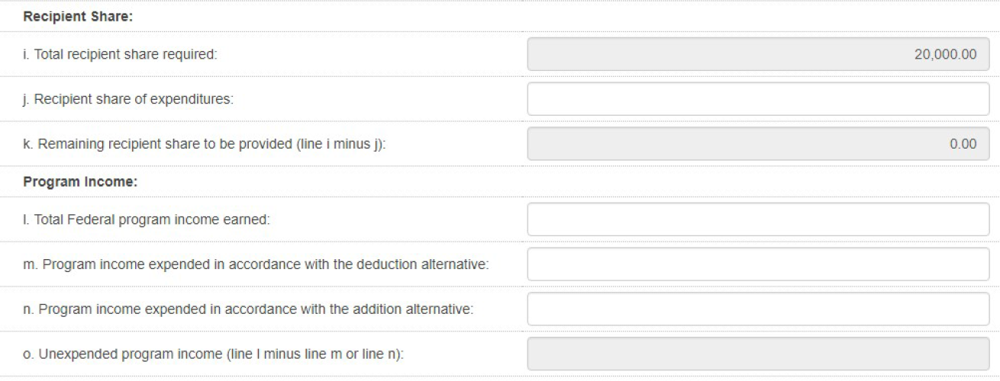 Recipient Share:
i. Total recipient share required: 20,000.00
j. Recipient share of expenditures:
k. Remaining recipient share to be provided (line i minus j): 0.00
Program Income:
l. Total Federal program income earned:
m. Program income expended in accordance with the deduction alternative:
n. Program income expended in accordance with the addition alternative:
o. Unexpended program income (line l minus line m or line n):